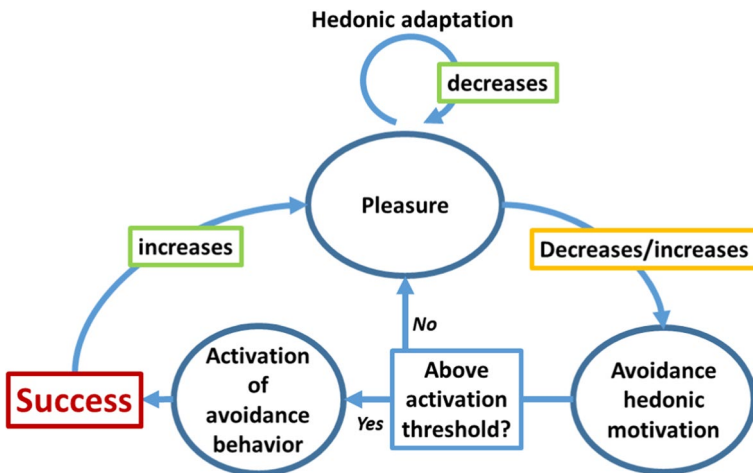 Hedonic adaptation
decreases
Pleasure
increases
Decreases/increases
No
Activation
of
avoidance
behavior
Success
Yes
Above
activation
threshold?
Avoidance
hedonic
motivation